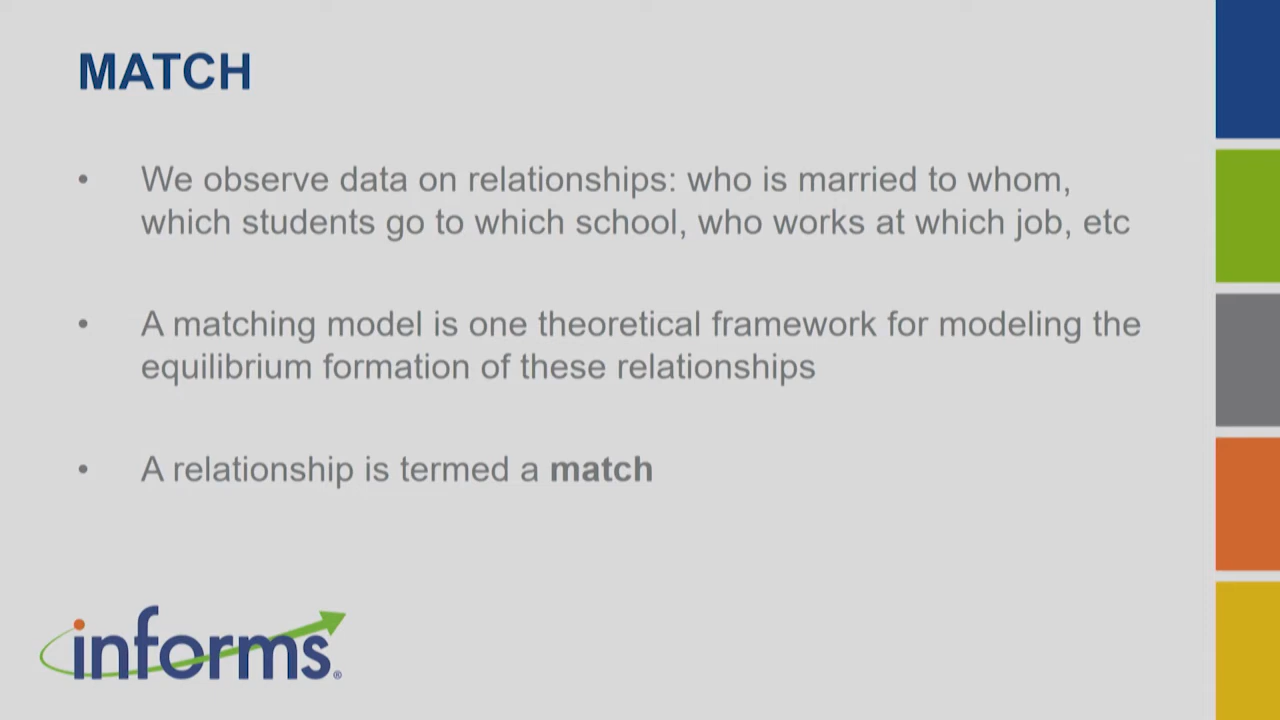 MATCH
• We observe data on relationships: who is married to whom,
which students go to which school, who works at which job, etc
• A matching model is one theoretical framework for modeling the
equilibrium formation of these relationships
• A relationship is termed a match
informs®